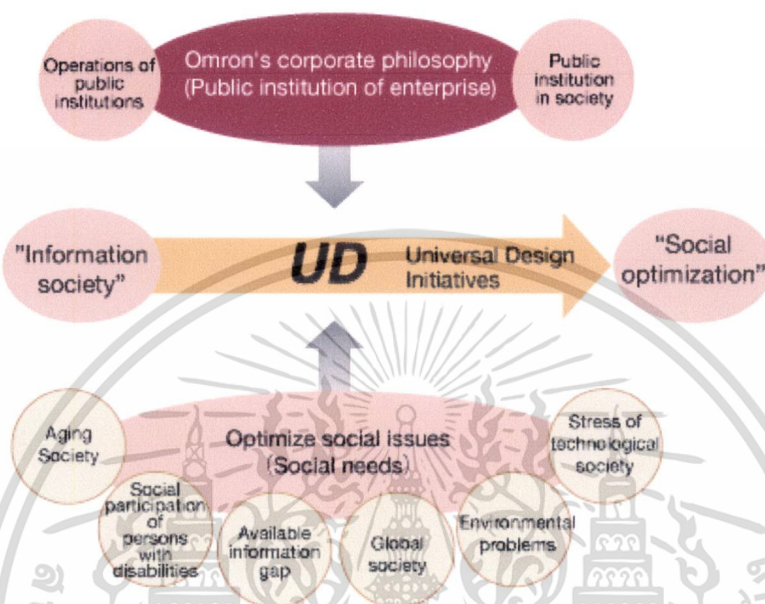 Operations of
public
institutions
Omron's corporate philosophy
(Public institution of enterprise)
Public
institution
in society
"Information
society"
UD
Universal Design
Initiatives
"Social
optimization"
Optimize social issues
(Social needs)
Aging
Society
Social
participation
of
persons
with
disabilities
Available
information
gap
Global
society
Environmental
problems
Stress of
technological
society